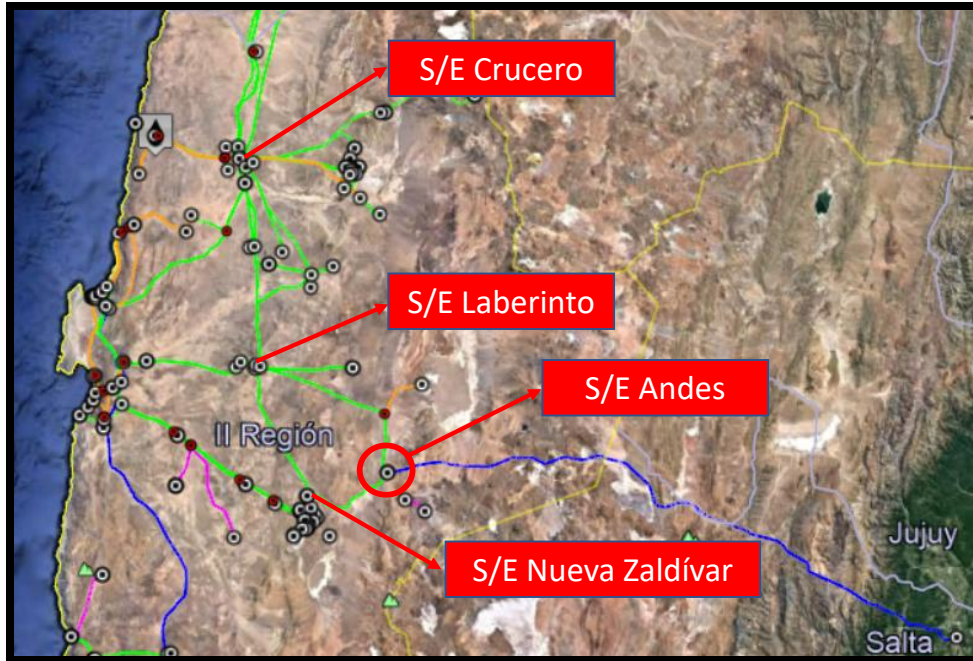 S/E Crucero
S/E Laberinto
S/E Andes
II Región
Jujuy
S/E Nueva Zaldívar
Salta